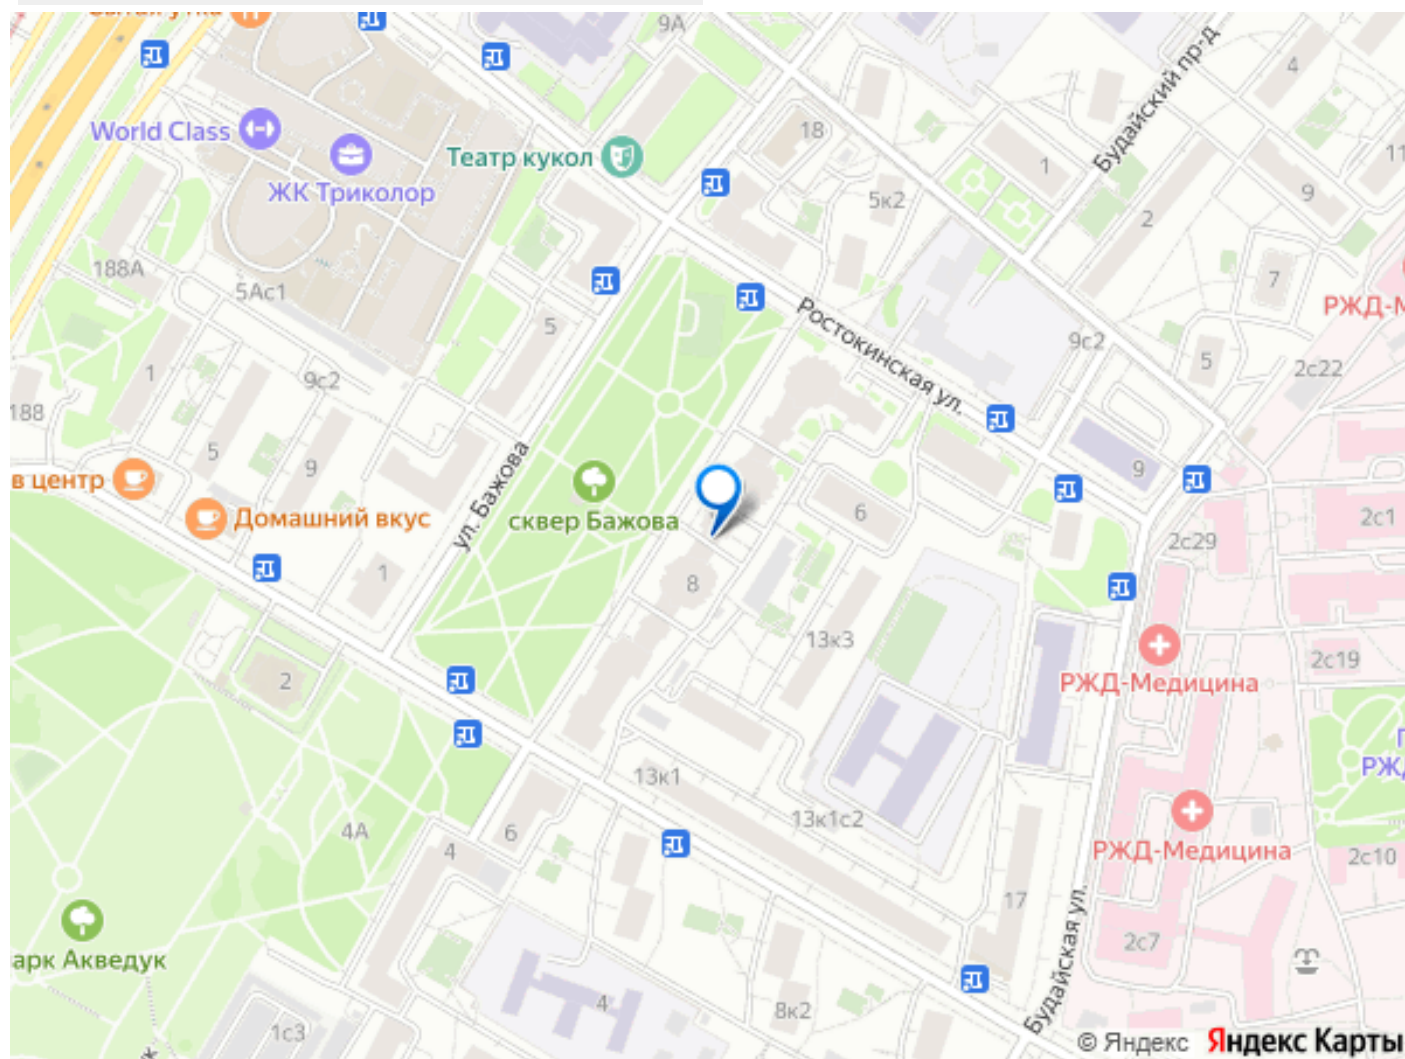 9А
4
Будайский пр-д
World Class
18
Театр кукол
ЖК Триколор
1
11
5к2
9
2
188А
5Ас1
7
РЖД-М
Ростокинская ул.
5
9с2
5
2с22
1
9с2
188
5
9
ул. Бажова
в центр
9
Домашний вкус
сквер Бажова
6
2с1
2с29
1
8
13к3
2с19
2
РЖД-Медицина
РЖД
13к1
13к1с2
4А
6
4
РЖД-Медицина
2с10
17
2с7
арк Акведук
Будайская ул.
4
8к2
1с3
© Яндекс Яндекс Карты